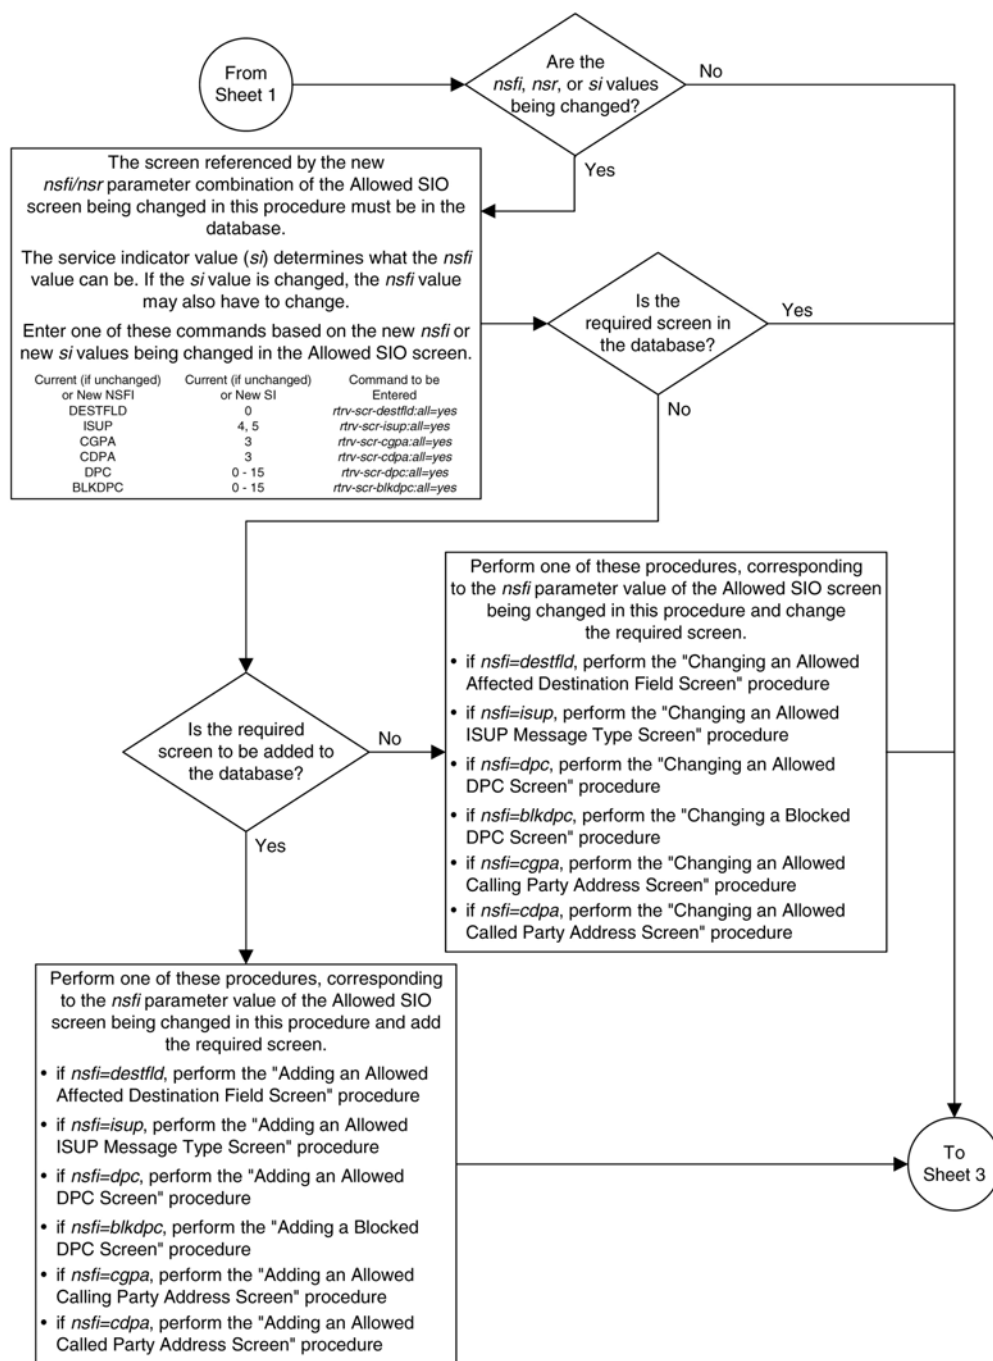 From
Sheet 1
Are the
nsfi, nsr, or si values
being changed?
No
Yes
The screen referenced by the new
nsfi/nsr parameter combination of the Allowed SIO
screen being changed in this procedure must be in the
database.
The service indicator value (si) determines what the nsfi
value can be. If the si value is changed, the nsfi value
may also have to change.
Enter one of these commands based on the new nsfi or
new si values being changed in the Allowed SIO screen.
Current (if unchanged) Current (if unchanged) Command to be
or New NSFI or New SI Entered
DESTFLD 0 rtrv-scr-destfld:all=yes
ISUP 4, 5 rtrv-scr-isup:all=yes
CGPA 3 rtrv-scr-cgpa:all=yes
CDPA 3 rtrv-scr-cdpa:all=yes
DPC 0 - 15 rtrv-scr-dpc:all=yes
BLKDPC 0 - 15 rtrv-scr-blkdpc:all=yes
Is the
required screen in
the database?
Yes
No
Is the required
screen to be added to
the database?
No
Yes
Perform one of these procedures, corresponding
to the nsfi parameter value of the Allowed SIO screen
being changed in this procedure and change
the required screen.
• if nsfi=destfld, perform the "Changing an Allowed
Affected Destination Field Screen" procedure
• if nsfi=isup, perform the "Changing an Allowed
ISUP Message Type Screen" procedure
• if nsfi=dpc, perform the "Changing an Allowed
DPC Screen" procedure
• if nsfi=blkdpc, perform the "Changing a Blocked
DPC Screen" procedure
• if nsfi=cgpa, perform the "Changing an Allowed
Calling Party Address Screen" procedure
• if nsfi=cdpa, perform the "Changing an Allowed
Called Party Address Screen" procedure
Perform one of these procedures, corresponding
to the nsfi parameter value of the Allowed SIO
screen being changed in this procedure and add
the required screen.
• if nsfi=destfld, perform the "Adding an Allowed
Affected Destination Field Screen" procedure
• if nsfi=isup, perform the "Adding an Allowed
ISUP Message Type Screen" procedure
• if nsfi=dpc, perform the "Adding an Allowed
DPC Screen" procedure
• if nsfi=blkdpc, perform the "Adding a Blocked
DPC Screen" procedure
• if nsfi=cgpa, perform the "Adding an Allowed
Calling Party Address Screen" procedure
• if nsfi=cdpa, perform the "Adding an Allowed
Called Party Address Screen" procedure
To
Sheet 3